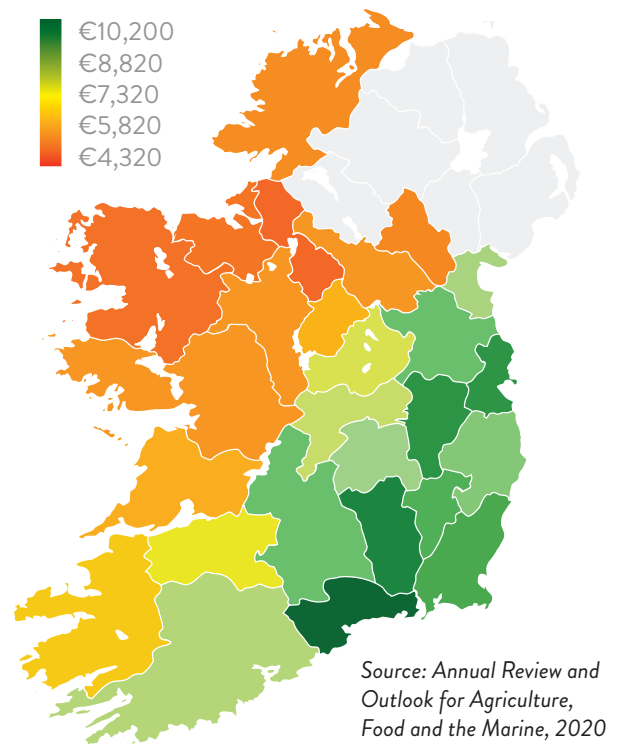 €10,200
€8,820
€7,320
€5,820
€4,320
Source: Annual Review and
Outlook for Agriculture,
Food and the Marine, 2020